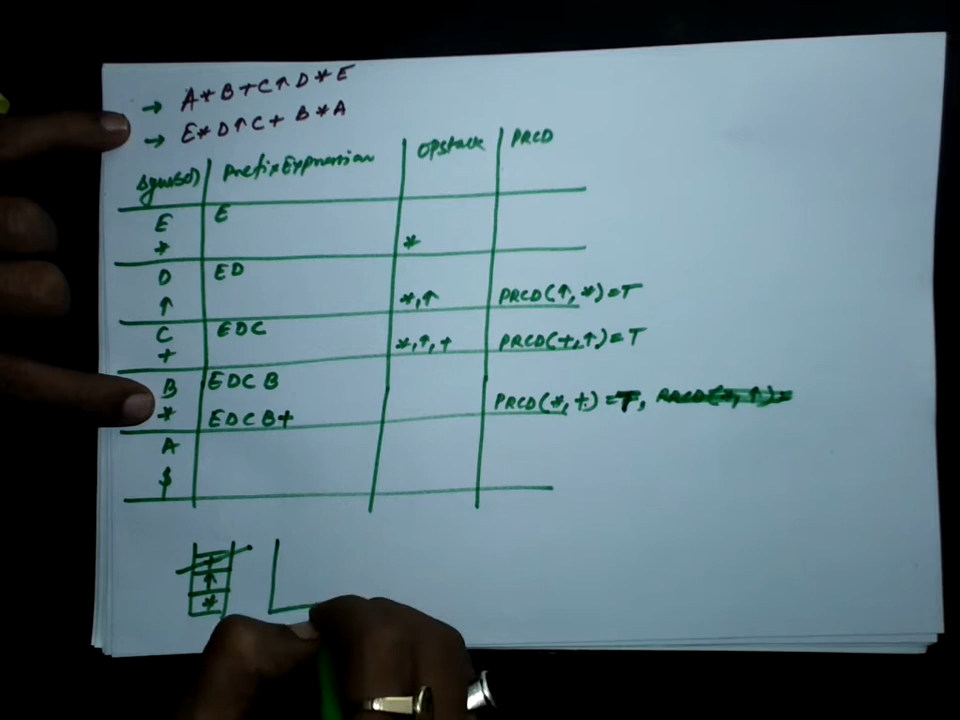 → A*B+C↑D*E
→ E*D↑C+B*A
Symbol Prefix Expression OPstack PRCD
E E
* *
D ED
↑ *,↑ PRCD(↑,*)=T
C EDC
+ *,↑,+ PRCD(+,↑)=T
B EDCB
* EDCB+ PRCD(*,+)=T,
A
$
↑
*